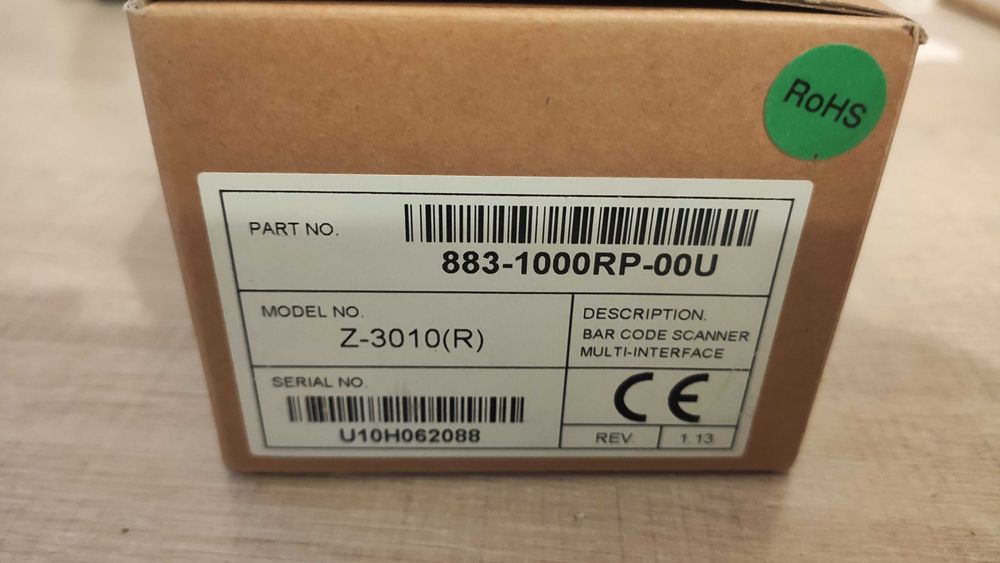 RoHS
PART NO.
883-1000RP-00U
MODEL NO.
Z-3010(R)
DESCRIPTION.
BAR CODE SCANNER
MULTI-INTERFACE
SERIAL NO.
U10H062088
CE
REV. 1.13